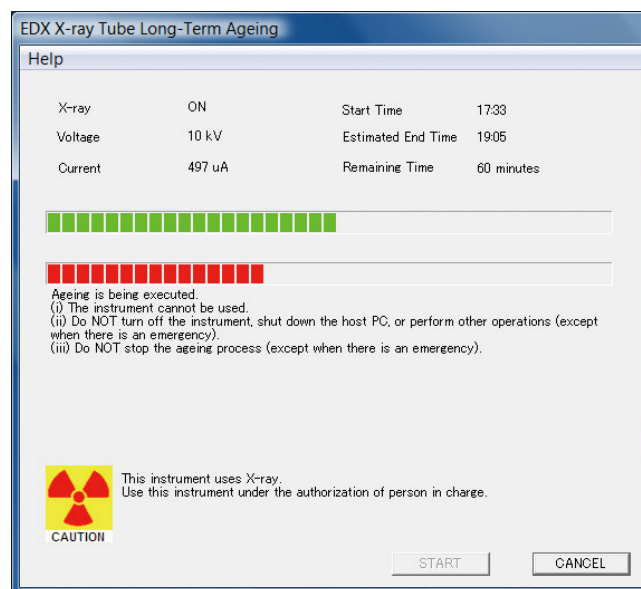 EDX X-ray Tube Long-Term Ageing
Help
X-ray ON Start Time 17:33
Voltage 10 kV Estimated End Time 19:05
Current 497 uA Remaining Time 60 minutes
Ageing is being executed.
(i) The instrument cannot be used.
(ii) Do NOT turn off the instrument, shut down the host PC, or perform other operations (except
when there is an emergency).
(iii) Do NOT stop the ageing process (except when there is an emergency).
This instrument uses X-ray.
Use this instrument under the authorization of person in charge.
CAUTION
START CANCEL